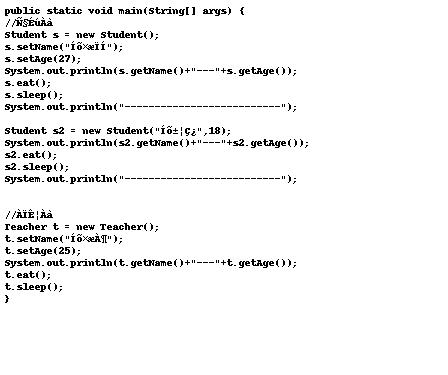 public static void main(String[] args) {
//Ñ§ÉúÀà
Student s = new Student();
s.setName("Íõ×æÏÍ");
s.setAge(27);
System.out.println(s.getName()+"---"+s.getAge());
s.eat();
s.sleep();
System.out.println("--------------------------");
Student s2 = new Student("Íõ±¦Ç¿",18);
System.out.println(s2.getName()+"---"+s2.getAge());
s2.eat();
s2.sleep();
System.out.println("--------------------------");
//ÀÏÊ¦Àà
Teacher t = new Teacher();
t.setName("Íõ×æÀ¶");
t.setAge(25);
System.out.println(t.getName()+"---"+t.getAge());
t.eat();
t.sleep();
}